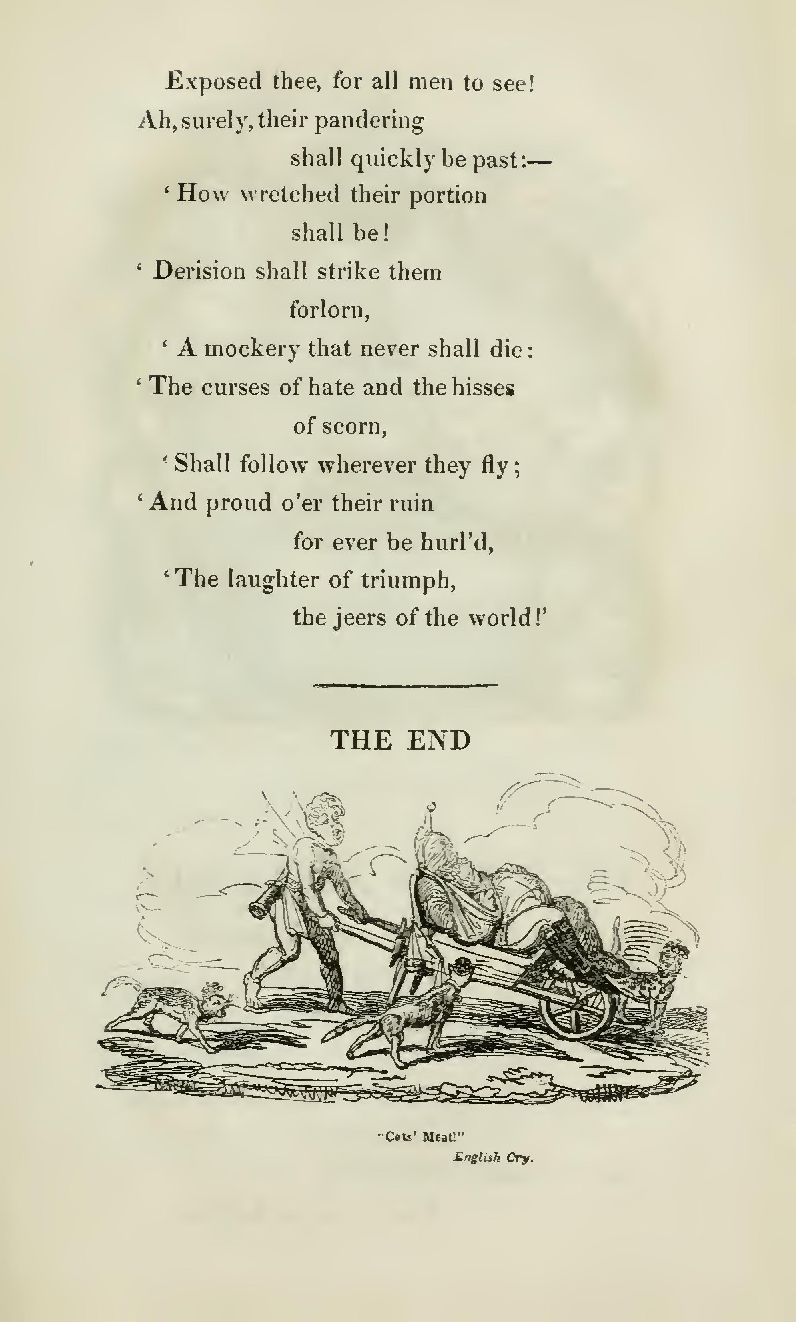 Exposed thee, for all men to see!
Ah, surely, their pandering
shall quickly be past:—
‘ How wretched their portion
shall be!
‘ Derision shall strike them
forlorn,
‘ A mockery that never shall die:
‘ The curses of hate and the hisses
of scorn,
‘ Shall follow wherever they fly;
‘ And proud o’er their ruin
for ever be hurl’d,
‘ The laughter of triumph,
the jeers of the world!’
THE END
"Cats' Meat!"
English Cry.